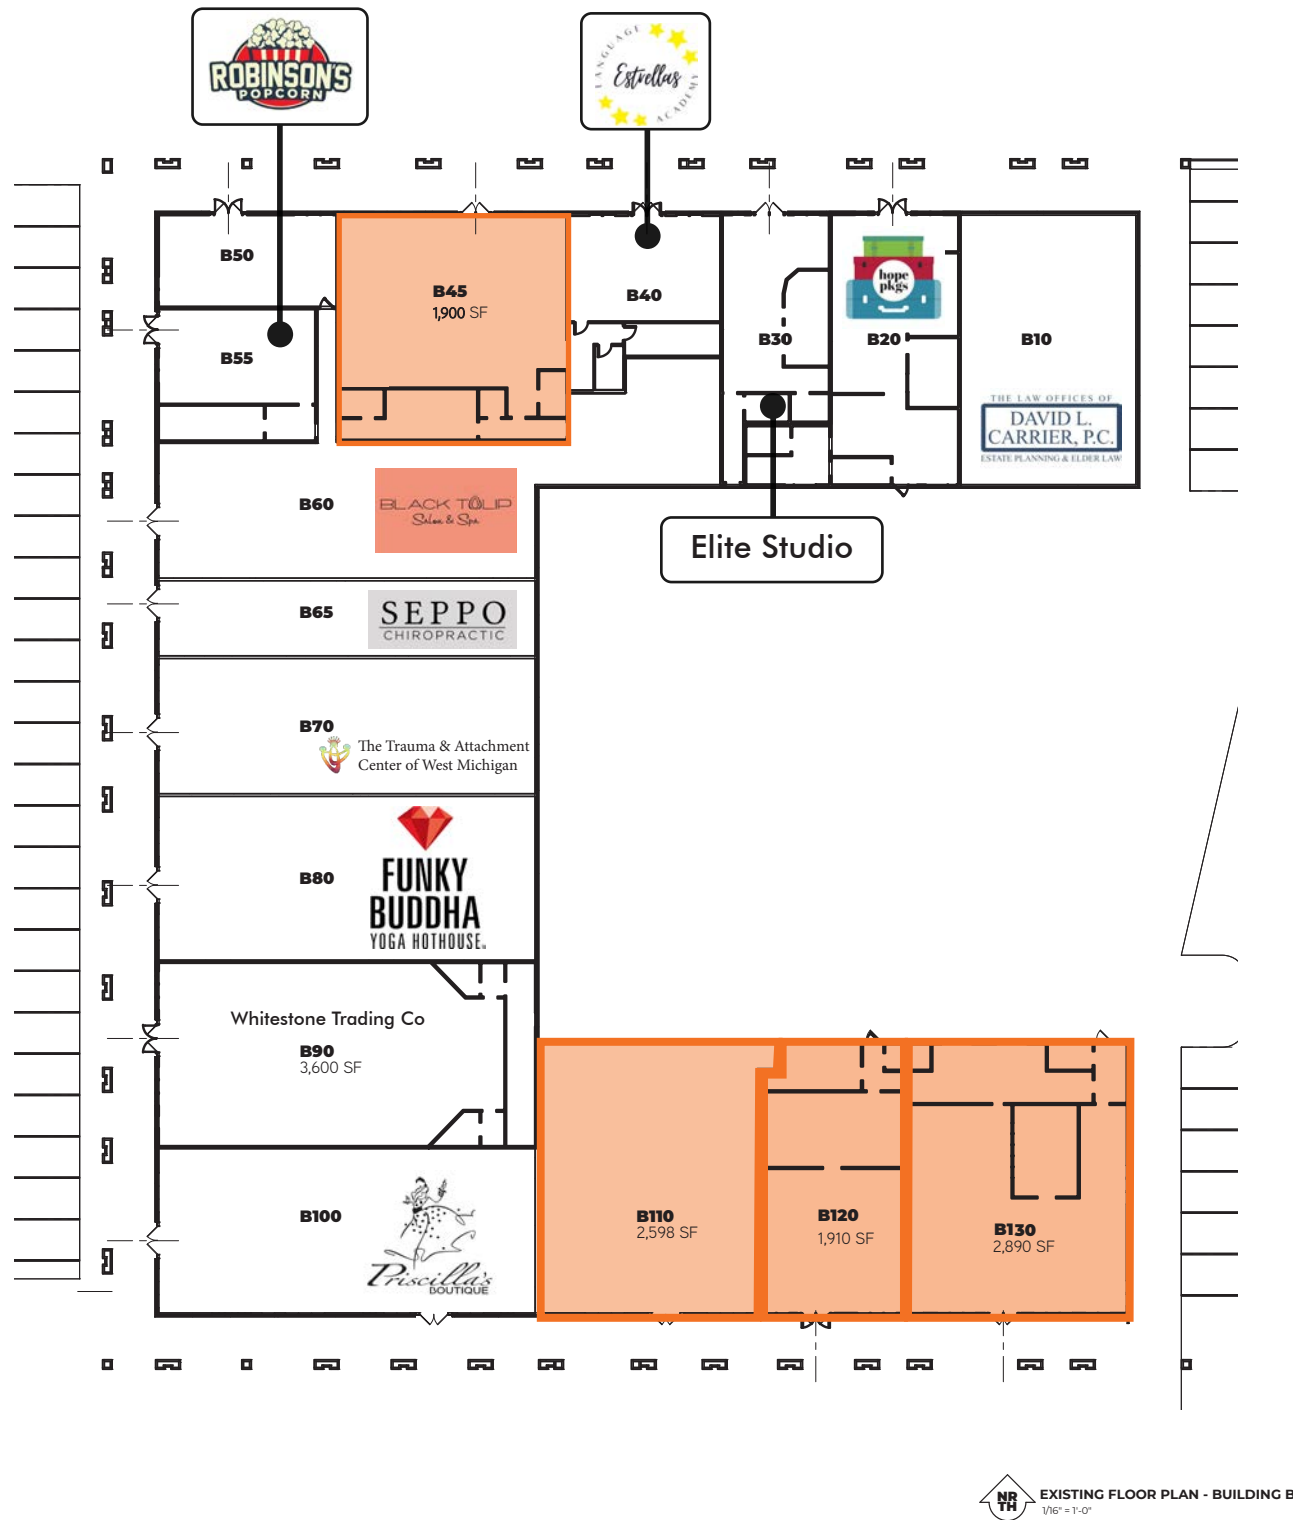 ROBINSON'S
POPCORN
LANGUAGE
Estrellas
ACADEMY
B50
B45
1,900 SF
B40
B55
B30
hope
pkgs
B20
B10
THE LAW OFFICES OF
DAVID L.
CARRIER, P.C.
ESTATE PLANNING & ELDER LAW
B60
BLACK TULIP
Salon & Spa
Elite Studio
B65
SEPPO
CHIROPRACTIC
B70
The Trauma & Attachment
Center of West Michigan
B80
FUNKY
BUDDHA
YOGA HOTHOUSE
Whitestone Trading Co
B90
3,600 SF
B100
Priscilla's
BOUTIQUE
B110
2,598 SF
B120
1,910 SF
B130
2,890 SF
NR
TH
EXISTING FLOOR PLAN - BUILDING B
1/16" = 1'-0"